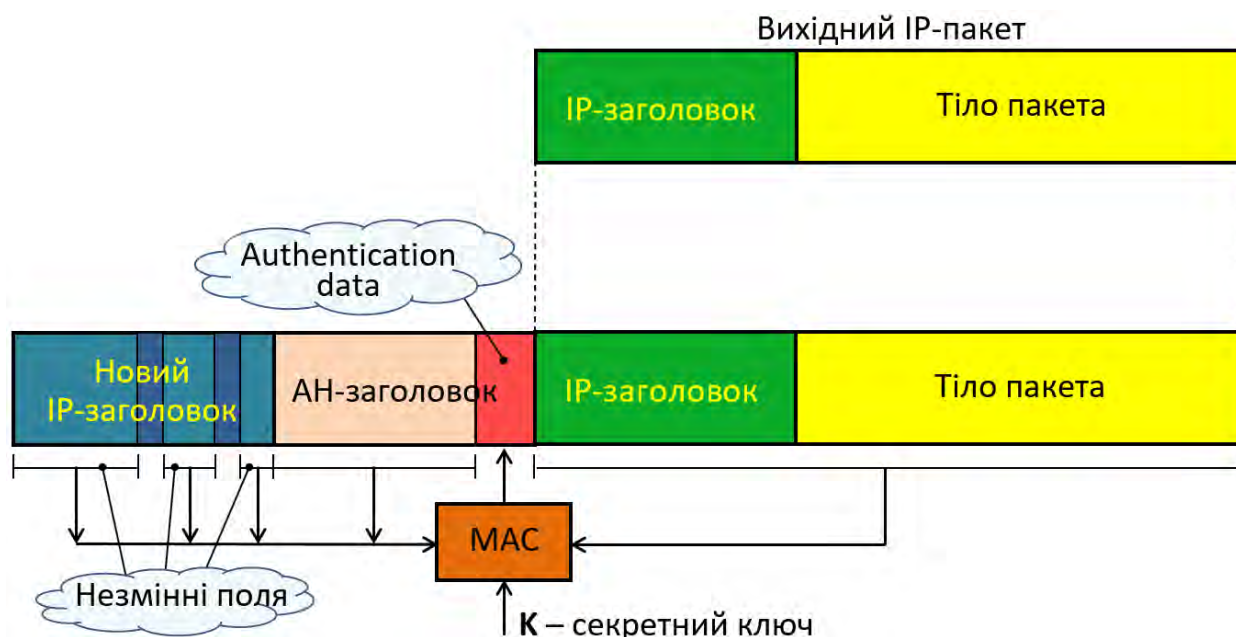 Вихідний IP-пакет
IP-заголовок
Тіло пакета
Authentication
data
Новий
IP-заголовок
AH-заголовок
IP-заголовок
Тіло пакета
MAC
Незмінні поля
K – секретний ключ